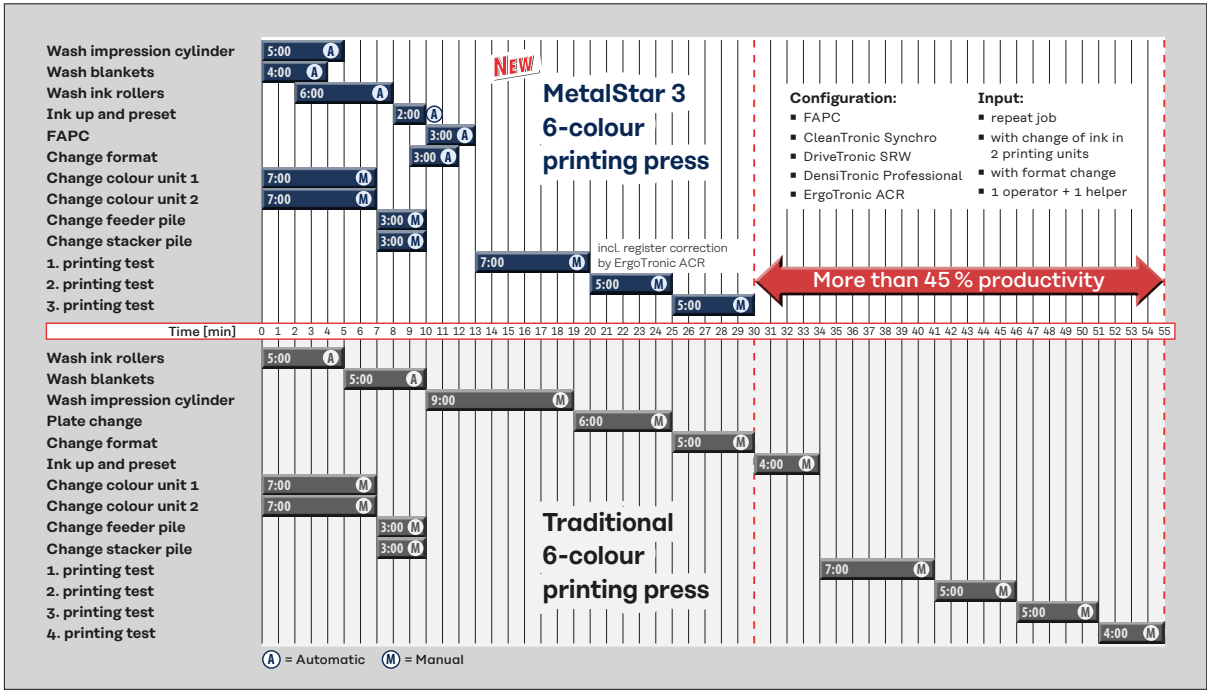 Wash impression cylinder 5:00 A
Wash blankets 4:00 A
Wash ink rollers 6:00 A
Ink up and preset 2:00 A
FAPC 3:00 A
Change format 3:00 A
Change colour unit 1 7:00 M
Change colour unit 2 7:00 M
Change feeder pile 3:00 M
Change stacker pile 3:00 M
1. printing test 7:00 M
2. printing test 5:00 M
3. printing test 5:00 M
incl. register correction
by ErgoTronic ACR
NEW
MetalStar 3
6-colour
printing press
Configuration:
▪ FAPC
▪ CleanTronic Synchro
▪ DriveTronic SRW
▪ DensiTronic Professional
▪ ErgoTronic ACR
Input:
▪ repeat job
▪ with change of ink in
2 printing units
▪ with format change
▪ 1 operator + 1 helper
More than 45 % productivity
Time [min] 0 1 2 3 4 5 6 7 8 9 10 11 12 13 14 15 16 17 18 19 20 21 22 23 24 25 26 27 28 29 30 31 32 33 34 35 36 37 38 39 40 41 42 43 44 45 46 47 48 49 50 51 52 53 54 55
Wash ink rollers 5:00 A
Wash blankets 5:00 A
Wash impression cylinder 9:00 M
Plate change 6:00 M
Change format 5:00 M
Ink up and preset 4:00 M
Change colour unit 1 7:00 M
Change colour unit 2 7:00 M
Change feeder pile 3:00 M
Change stacker pile 3:00 M
1. printing test 7:00 M
2. printing test 5:00 M
3. printing test 5:00 M
4. printing test 4:00 M
Traditional
6-colour
printing press
A = Automatic M = Manual